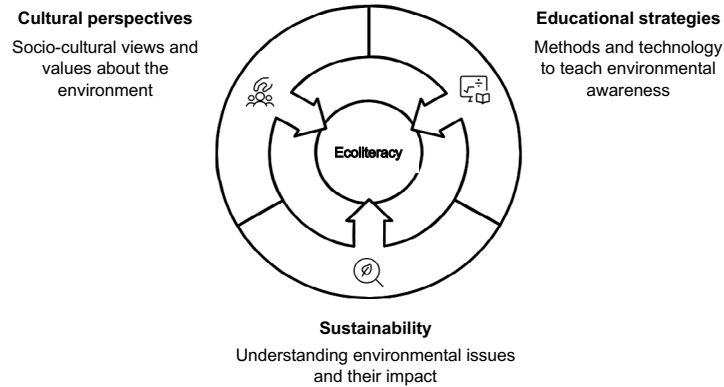 Cultural perspectives
Socio-cultural views and
values about the
environment
Educational strategies
Methods and technology
to teach environmental
awareness
Ecoliteracy
Sustainability
Understanding environmental issues
and their impact